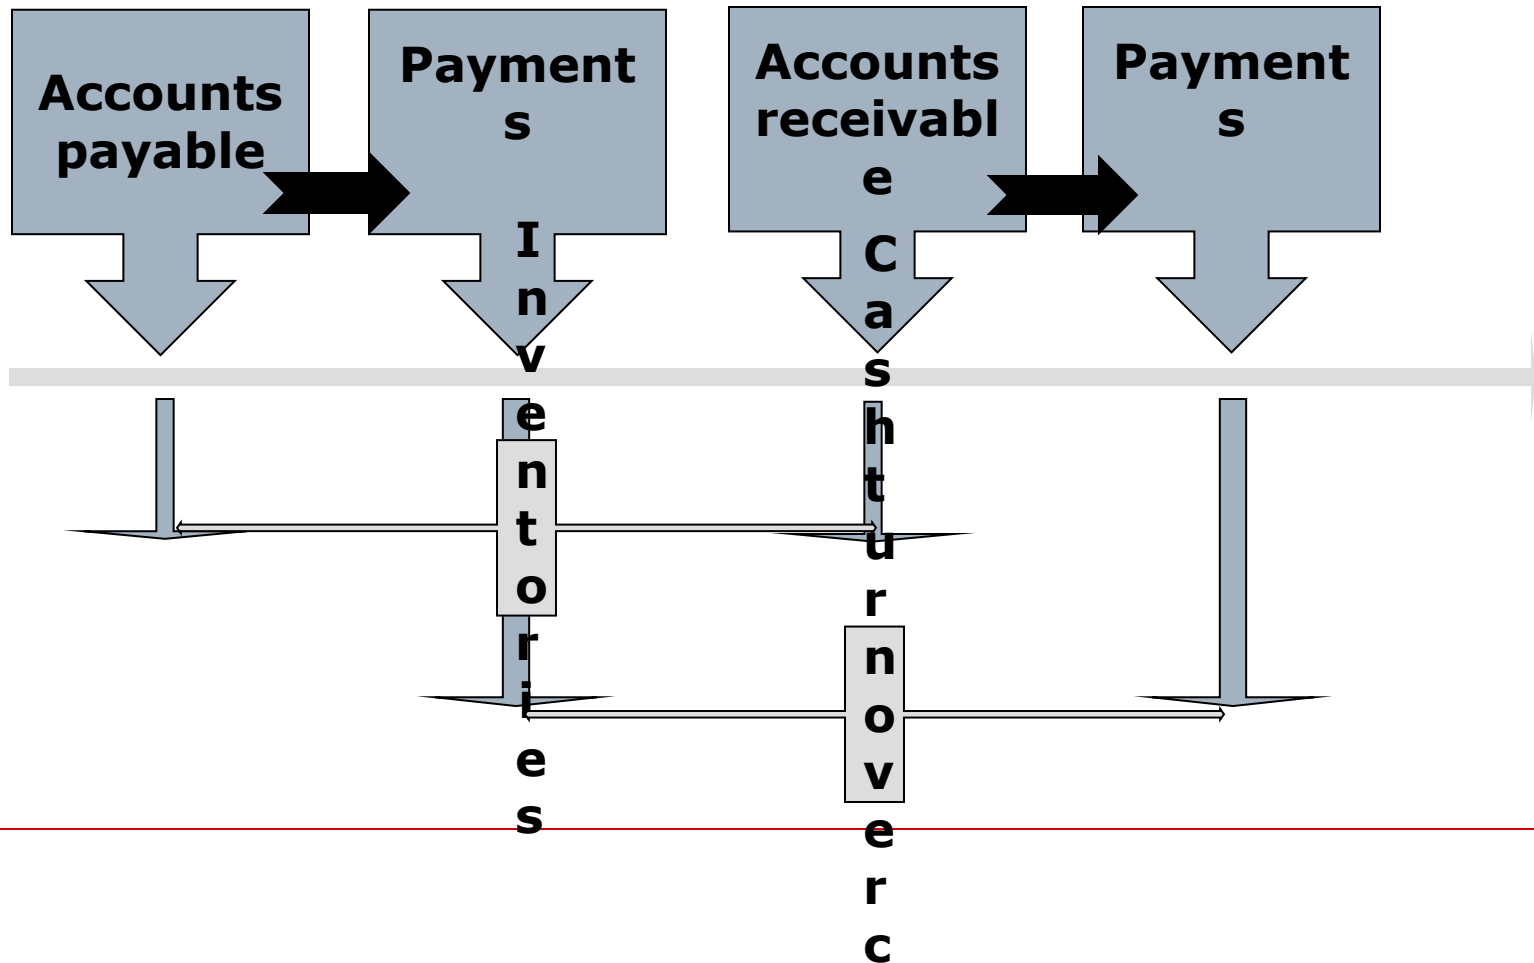 Accounts
payable
Payment
s
Accounts
receivabl
e
Payment
s
I
n
v
e
n
t
o
r
i
e
s
C
a
s
h
t
u
r
n
o
v
e
r
c